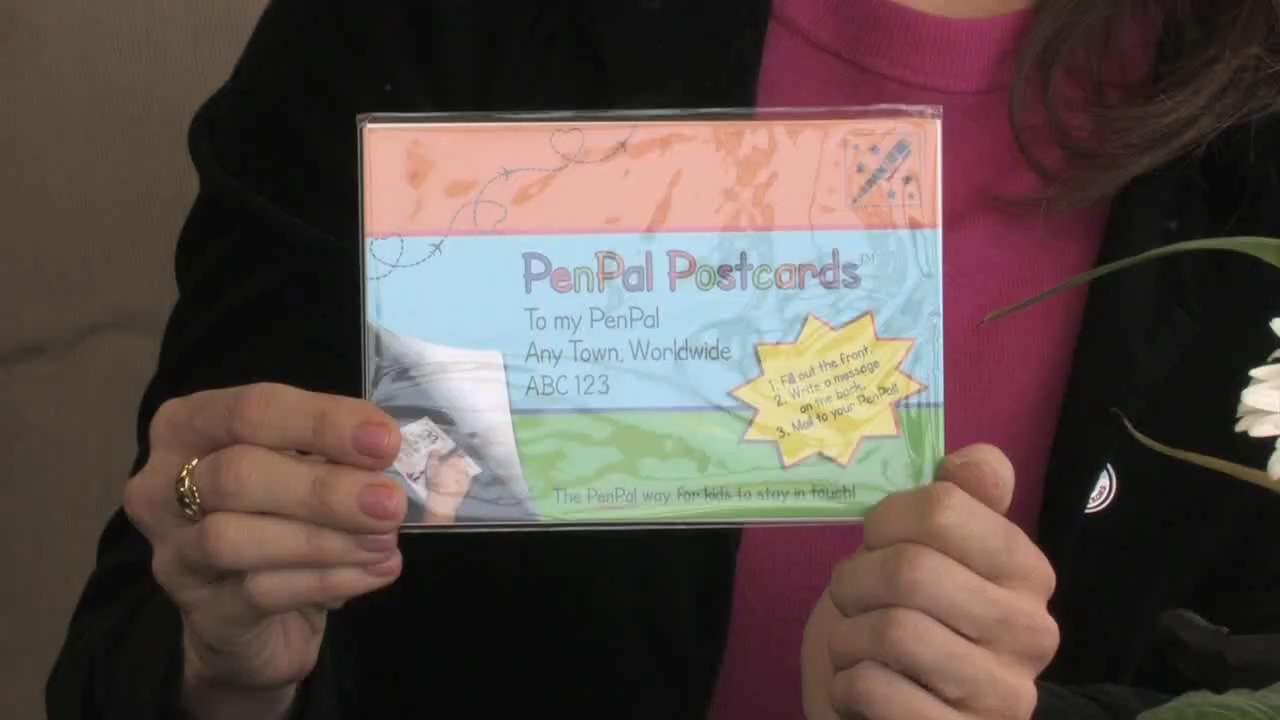 PenPal Postcards™
To my PenPal
Any Town, Worldwide
ABC 123
1. Fill out the front.
2. Write a message
on the back.
3. Mail to your PenPal!
The PenPal way for kids to stay in touch!